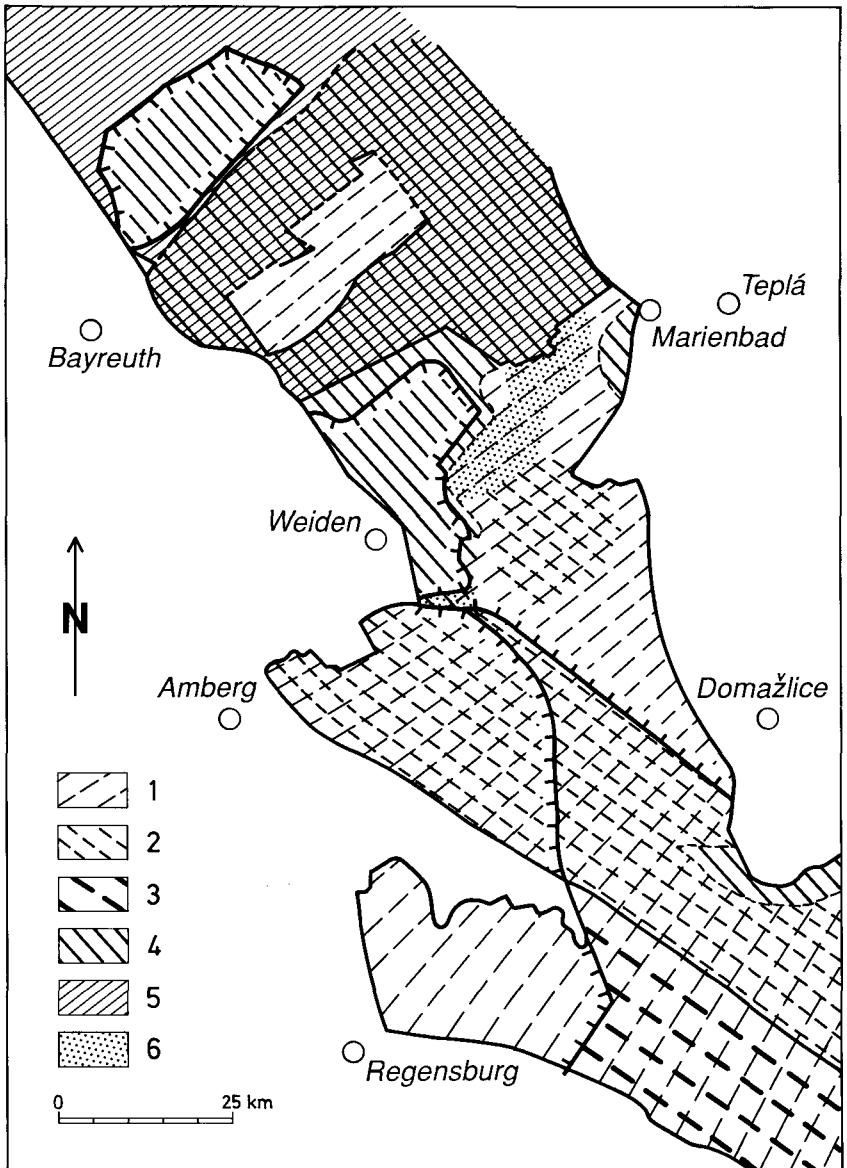 Teplá
Marienbad
Bayreuth
Weiden
N
Amberg
Domažlice
1
2
3
4
5
6
Regensburg
0 25 km